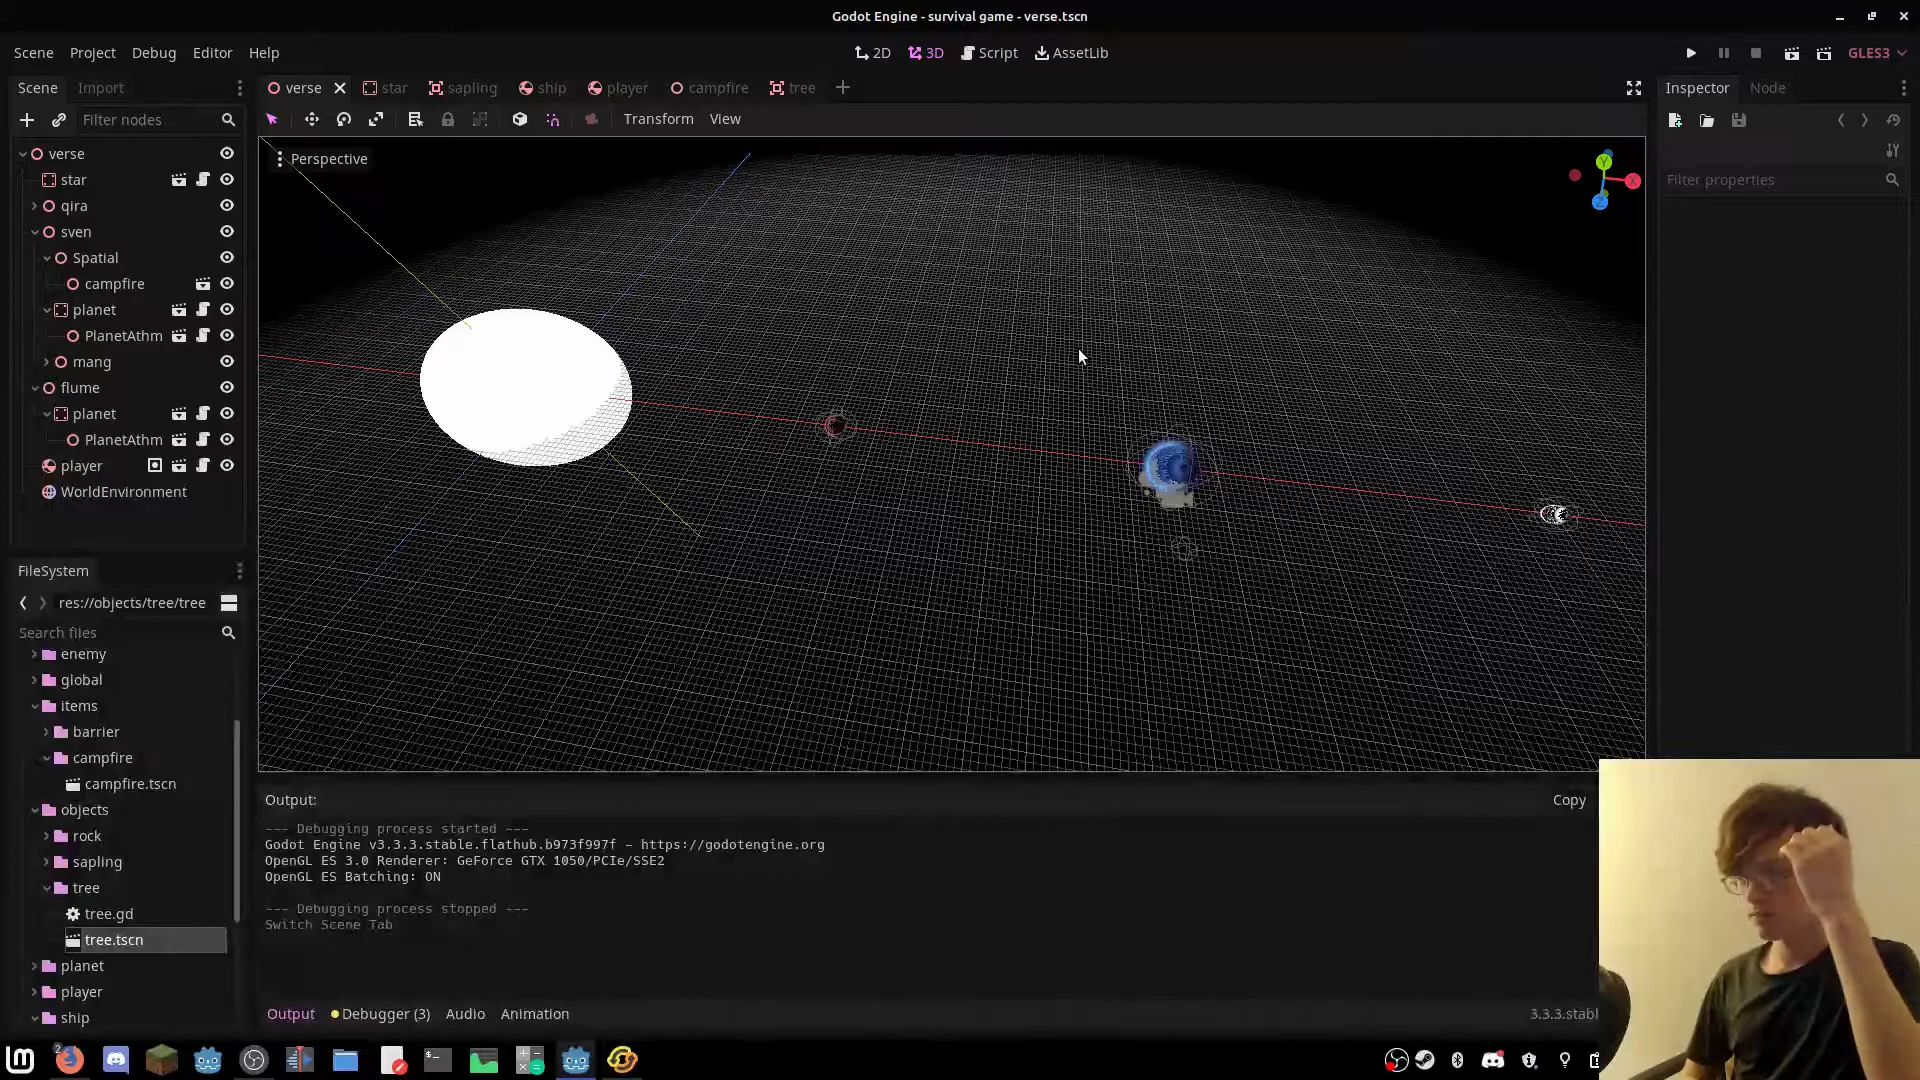 Godot Engine - survival game - verse.tscn
Scene Project Debug Editor Help
2D 3D Script AssetLib
GLES3
Scene Import
verse star sapling ship player campfire tree
Inspector Node
Filter nodes
Transform View
Perspective
Y
X
Z
Filter properties
verse
star
qira
sven
Spatial
campfire
planet
PlanetAthm
mang
flume
planet
PlanetAthm
player
WorldEnvironment
FileSystem
res://objects/tree/tree
Search files
enemy
global
items
barrier
campfire
campfire.tscn
objects
rock
sapling
tree
tree.gd
tree.tscn
planet
player
ship
Output:
Copy
--- Debugging process started ---
Godot Engine v3.3.3.stable.flathub.b973f997f - https://godotengine.org
OpenGL ES 3.0 Renderer: GeForce GTX 1050/PCIe/SSE2
OpenGL ES Batching: ON
--- Debugging process stopped ---
Switch Scene Tab
Output Debugger (3) Audio Animation
3.3.3.stabl
2